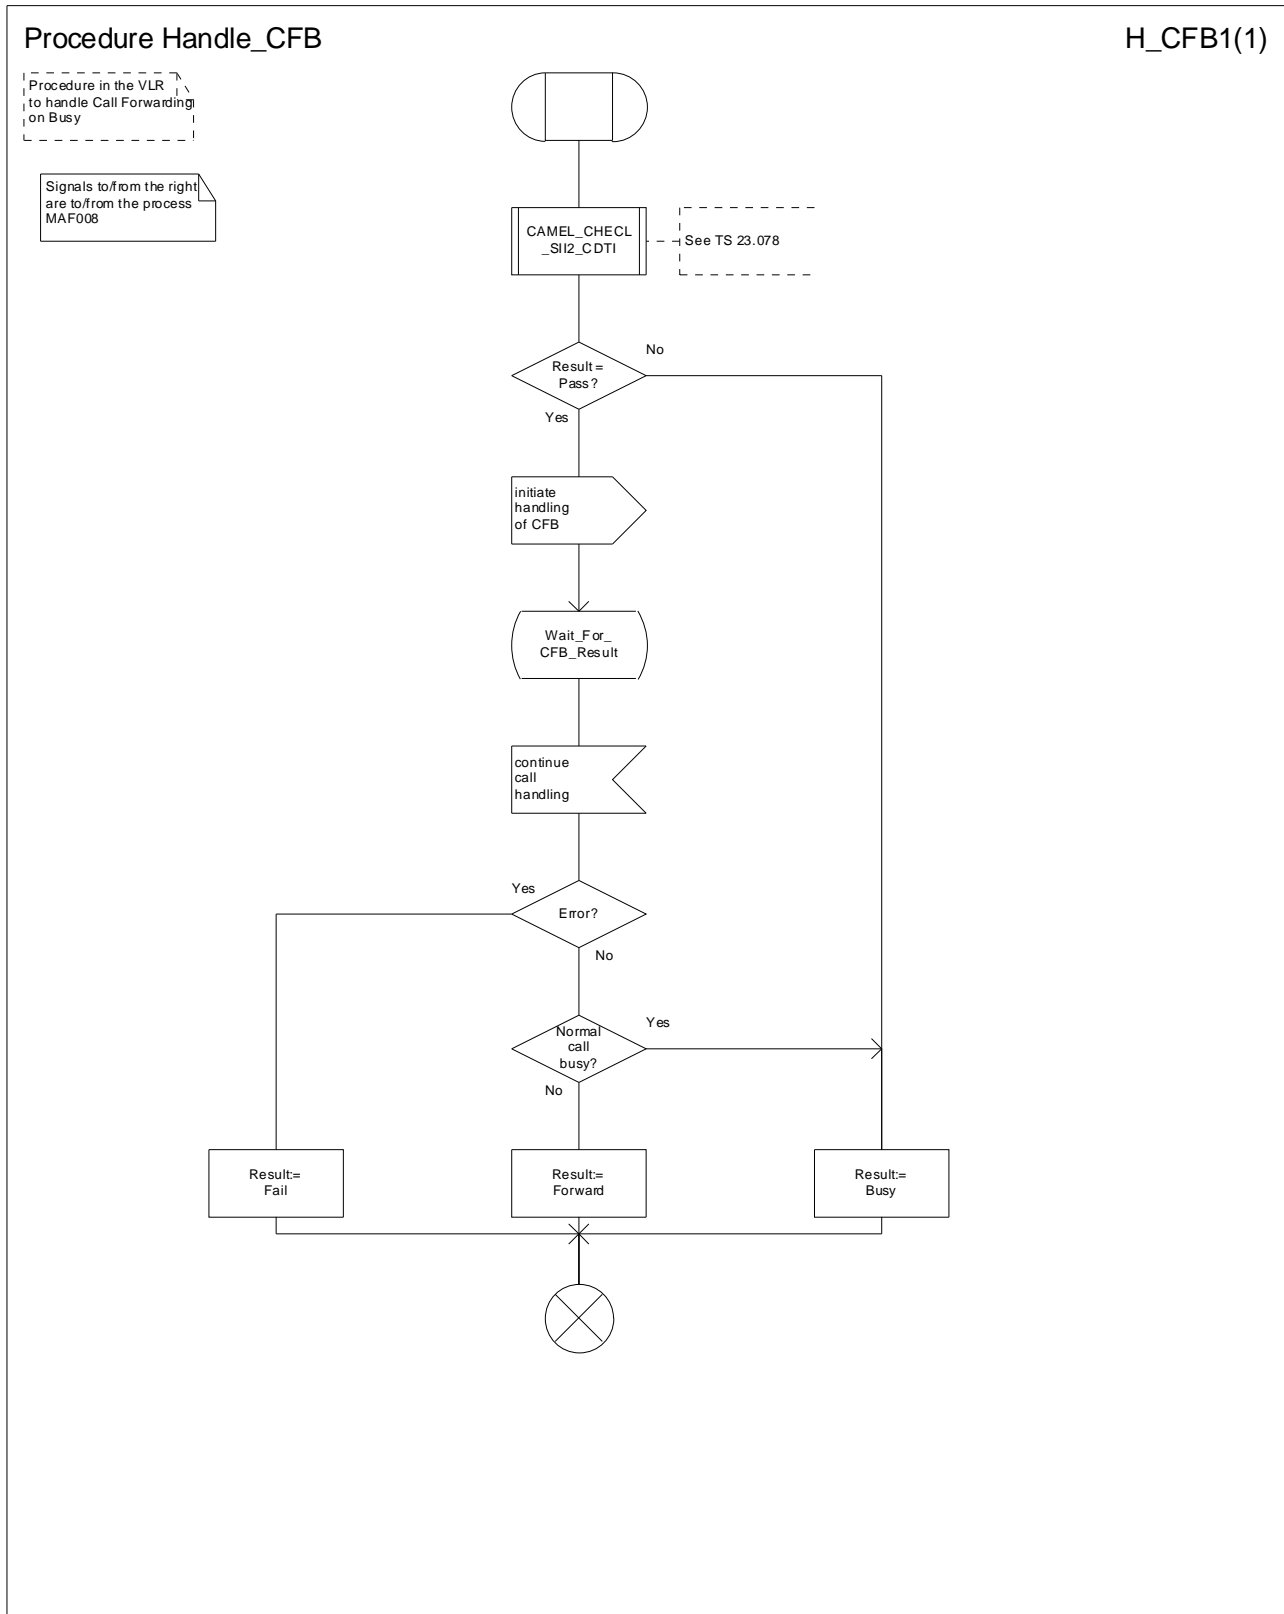 Procedure Handle_CFB
H_CFB1(1)
Procedure in the VLR
to handle Call Forwarding
on Busy
Signals to/from the right
are to/from the process
MAF008
CAMEL_CHECL
_SII2_CDTI
See TS 23.078
Result =
Pass?
No
Yes
initiate
handling
of CFB
Wait_For_
CFB_Result
continue
call
handling
Yes
Error?
No
Normal
call
busy?
Yes
No
Result:=
Fail
Result:=
Forward
Result:=
Busy